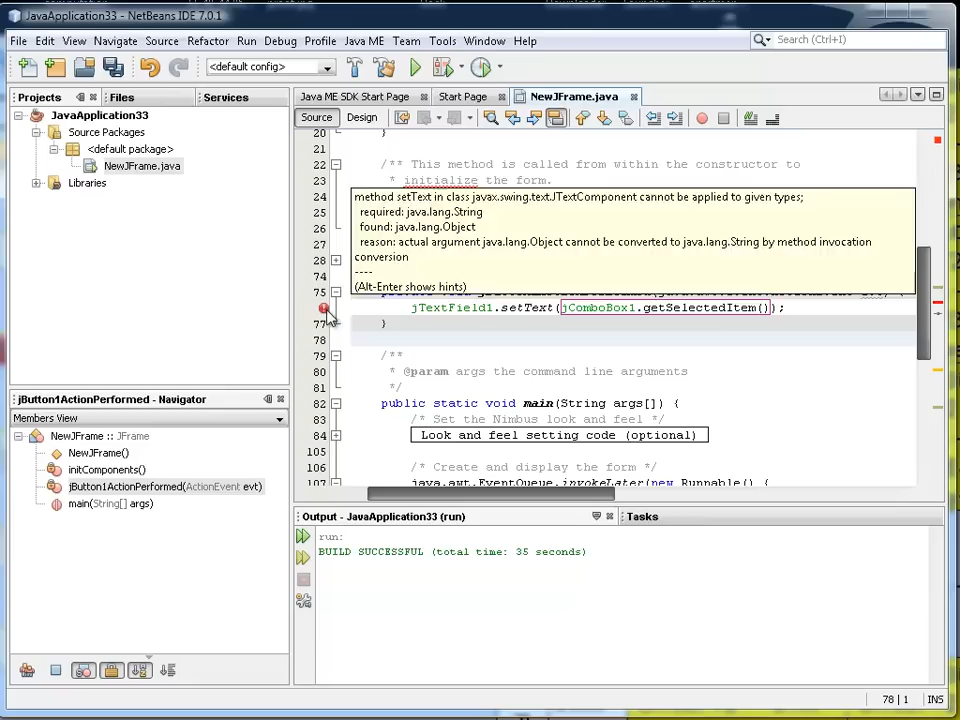 JavaApplication33 - NetBeans IDE 7.0.1
File Edit View Navigate Source Refactor Run Debug Profile Java ME Team Tools Window Help
Search (Ctrl+I)
<default config>
Projects
Files
Services
Java ME SDK Start Page
Start Page
NewJFrame.java
JavaApplication33
Source Packages
<default package>
NewJFrame.java
Libraries
Source
Design
20 }
21
22 /** This method is called from within the constructor to
23 * initialize the form.
24
25
26
27
28
74
75
77 }
78
79 /**
80 * @param args the command line arguments
81 */
82 public static void main(String args[]) {
83 /* Set the Nimbus look and feel */
84 Look and feel setting code (optional)
105
106 /* Create and display the form */
107 java.awt.EventQueue.invokeLater(new Runnable() {
method setText in class javax.swing.text.JTextComponent cannot be applied to given types;
required: java.lang.String
found: java.lang.Object
reason: actual argument java.lang.Object cannot be converted to java.lang.String by method invocation
conversion
----
(Alt-Enter shows hints)
jTextField1.setText(jComboBox1.getSelectedItem());
jButton1ActionPerformed - Navigator
Members View
NewJFrame :: JFrame
NewJFrame()
initComponents()
jButton1ActionPerformed(ActionEvent evt)
main(String[] args)
Output - JavaApplication33 (run)
Tasks
run:
BUILD SUCCESSFUL (total time: 35 seconds)
78 | 1
INS